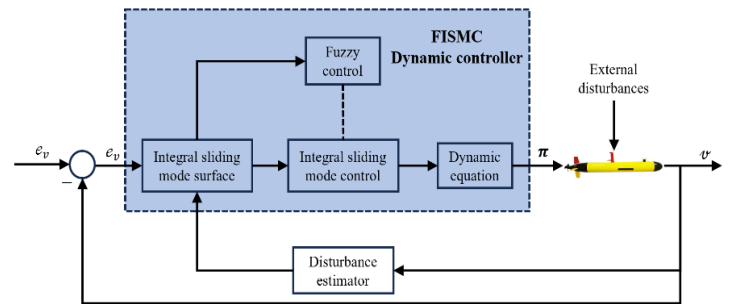 FISMC
Dynamic controller
Fuzzy
control
External
disturbances
e_v
e_v
Integral sliding
mode surface
Integral sliding
mode control
Dynamic
equation
π
v
−
Disturbance
estimator